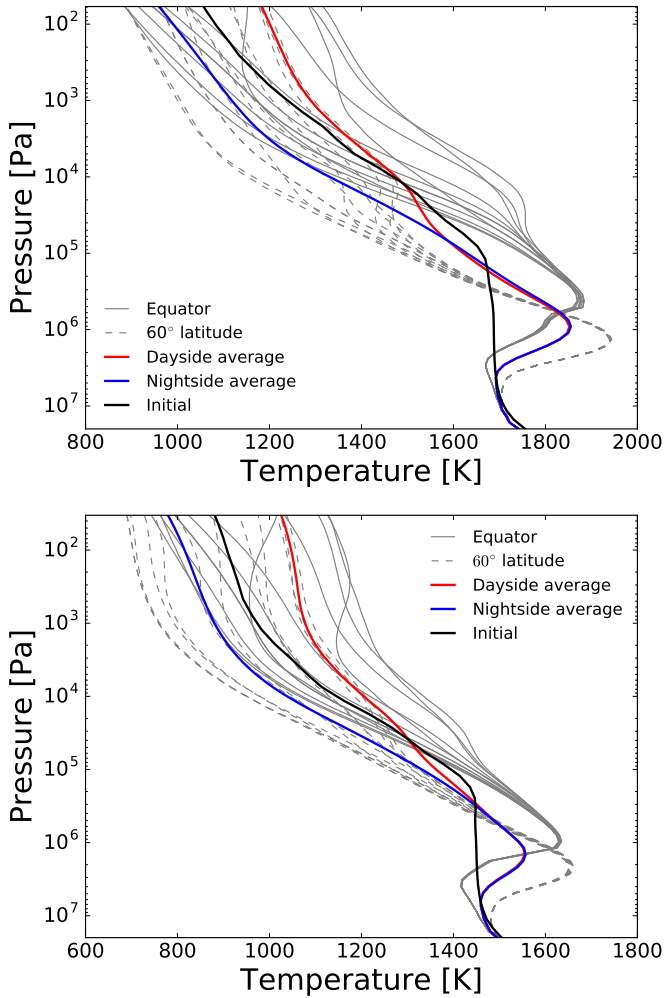 10²
10³
10⁴
10⁵
10⁶
10⁷
Pressure [Pa]
Equator
60° latitude
Dayside average
Nightside average
Initial
800 1000 1200 1400 1600 1800 2000
Temperature [K]
10²
10³
10⁴
10⁵
10⁶
10⁷
Pressure [Pa]
Equator
60° latitude
Dayside average
Nightside average
Initial
600 800 1000 1200 1400 1600 1800
Temperature [K]